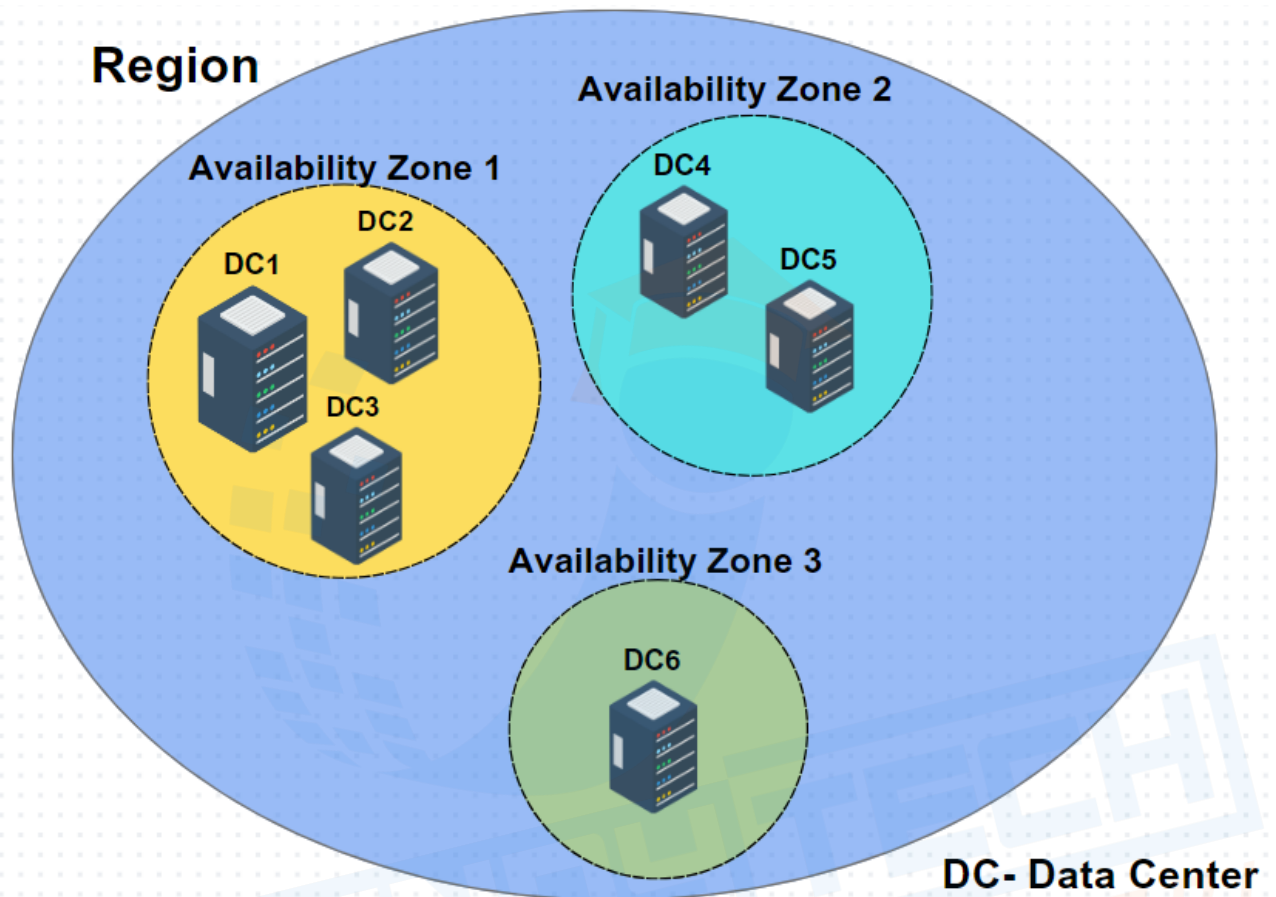 Region
Availability Zone 2
Availability Zone 1
DC4
DC2
DC5
DC1
DC3
Availability Zone 3
DC6
DC- Data Center